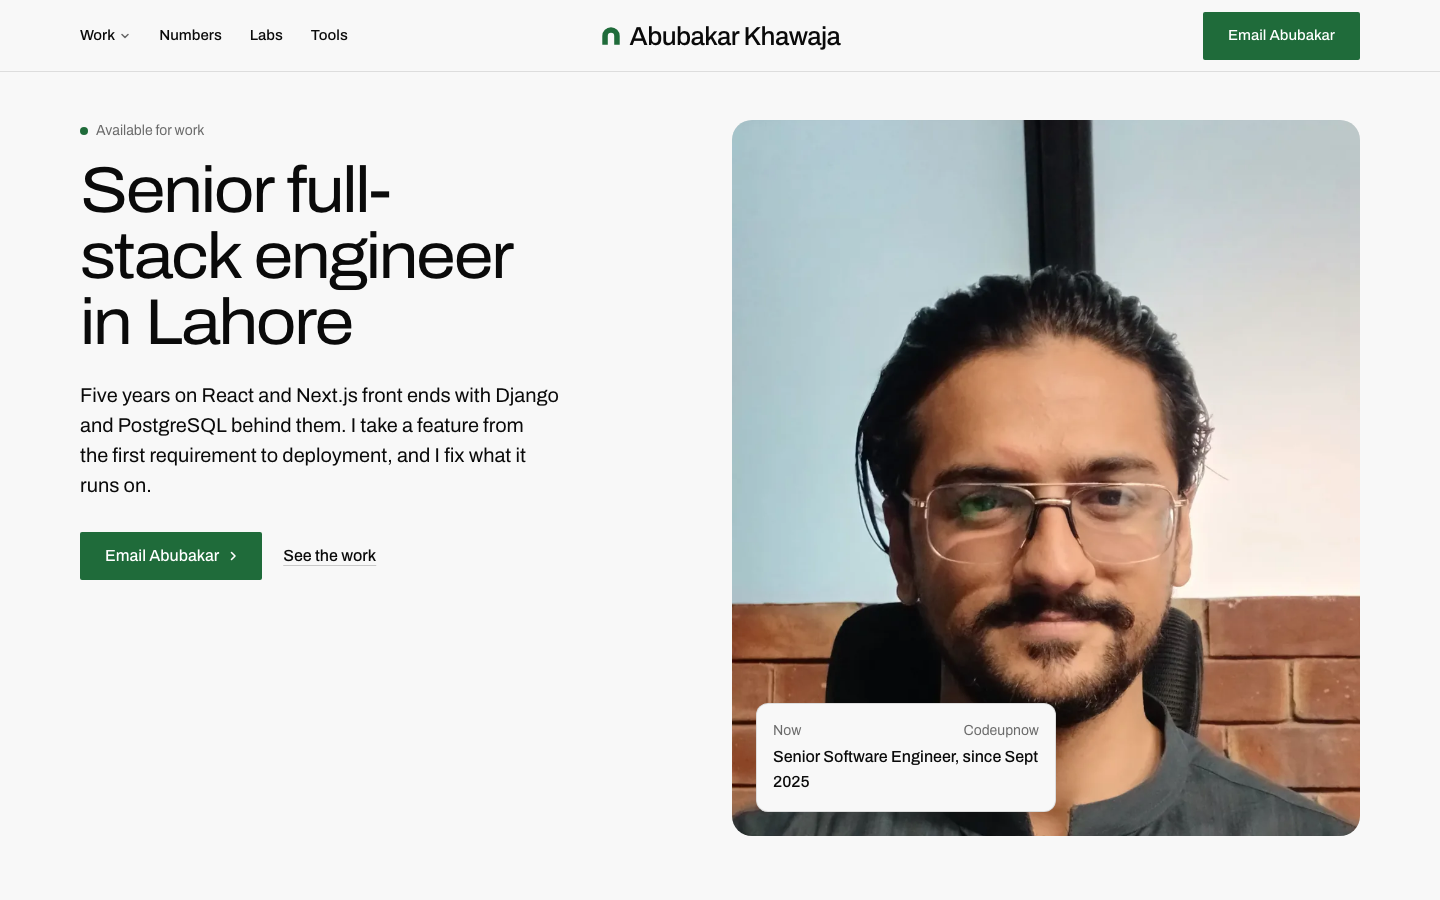 Work
Numbers
Labs
Tools
Abubakar Khawaja
Email Abubakar
Available for work
Senior full-
stack engineer
in Lahore
Five years on React and Next.js front ends with Django
and PostgreSQL behind them. I take a feature from
the first requirement to deployment, and I fix what it
runs on.
Email Abubakar
See the work
Now
Codeupnow
Senior Software Engineer, since Sept
2025